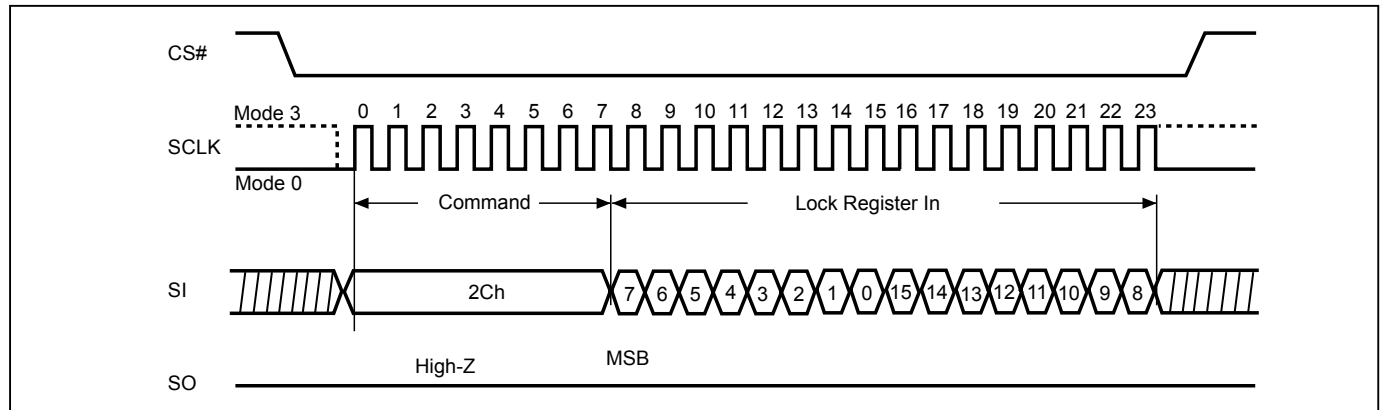 CS#
Mode 3 0 1 2 3 4 5 6 7 8 9 10 11 12 13 14 15 16 17 18 19 20 21 22 23
SCLK
Mode 0
Command Lock Register In
SI 2Ch 7 6 5 4 3 2 1 0 15 14 13 12 11 10 9 8
High-Z MSB
SO